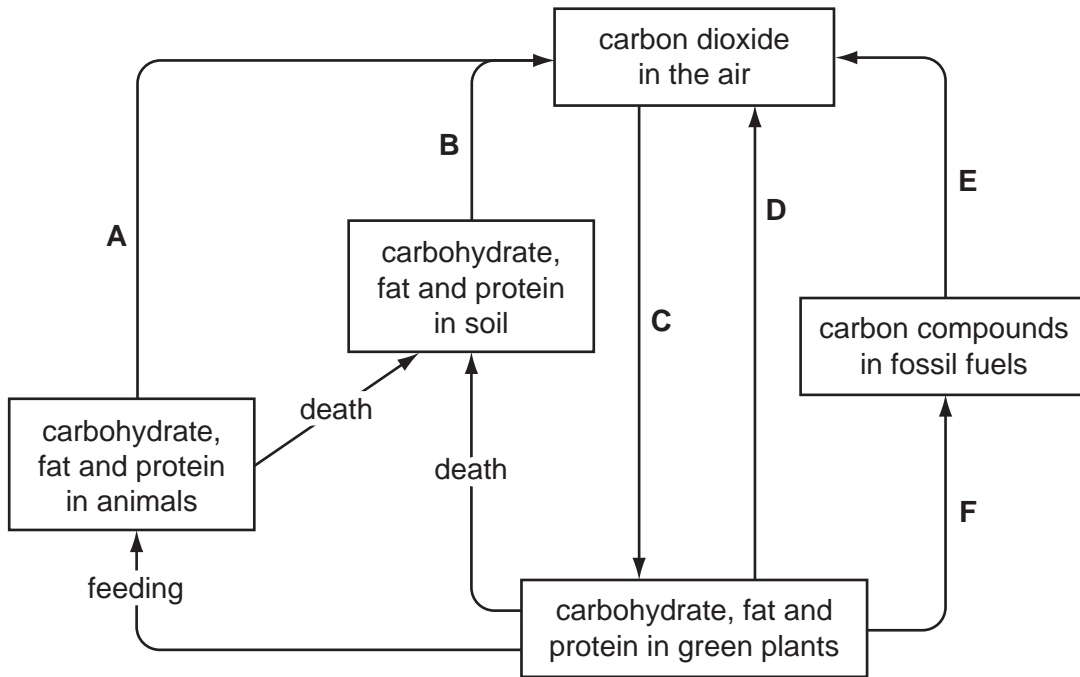 carbon dioxide
in the air
B
E
A
D
carbohydrate,
fat and protein
in soil
C
carbon compounds
in fossil fuels
death
carbohydrate,
fat and protein
in animals
death
F
feeding
carbohydrate, fat and
protein in green plants